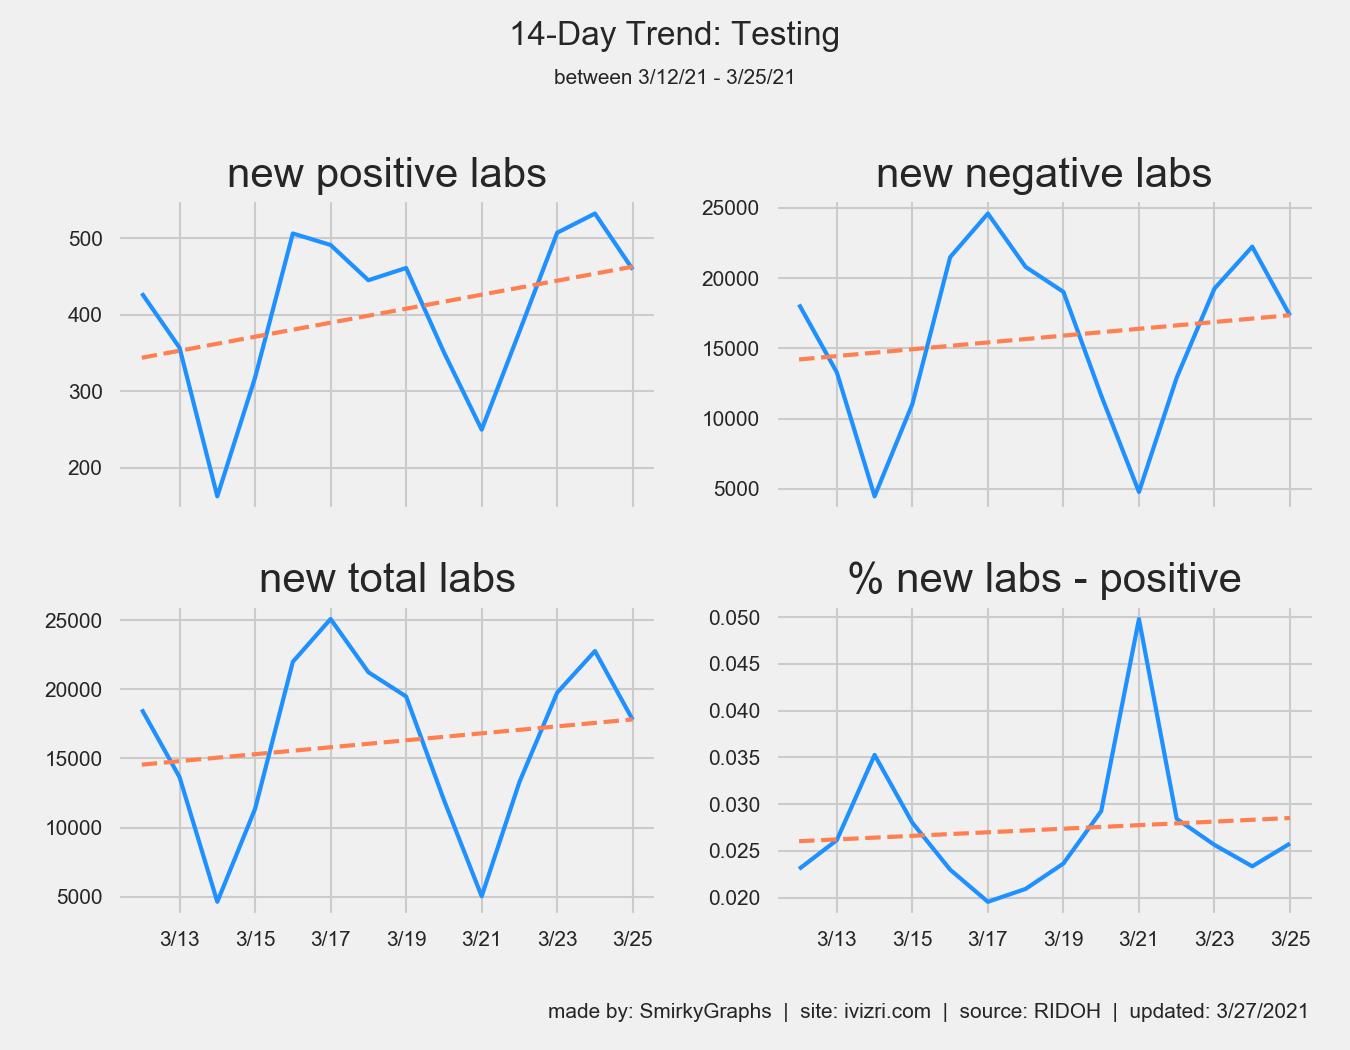 14-Day Trend: Testing
between 3/12/21 - 3/25/21
new positive labs
500
400
300
200
new negative labs
25000
20000
15000
10000
5000
new total labs
25000
20000
15000
10000
5000
3/13 3/15 3/17 3/19 3/21 3/23 3/25
% new labs - positive
0.050
0.045
0.040
0.035
0.030
0.025
0.020
3/13 3/15 3/17 3/19 3/21 3/23 3/25
made by: SmirkyGraphs | site: ivizri.com | source: RIDOH | updated: 3/27/2021